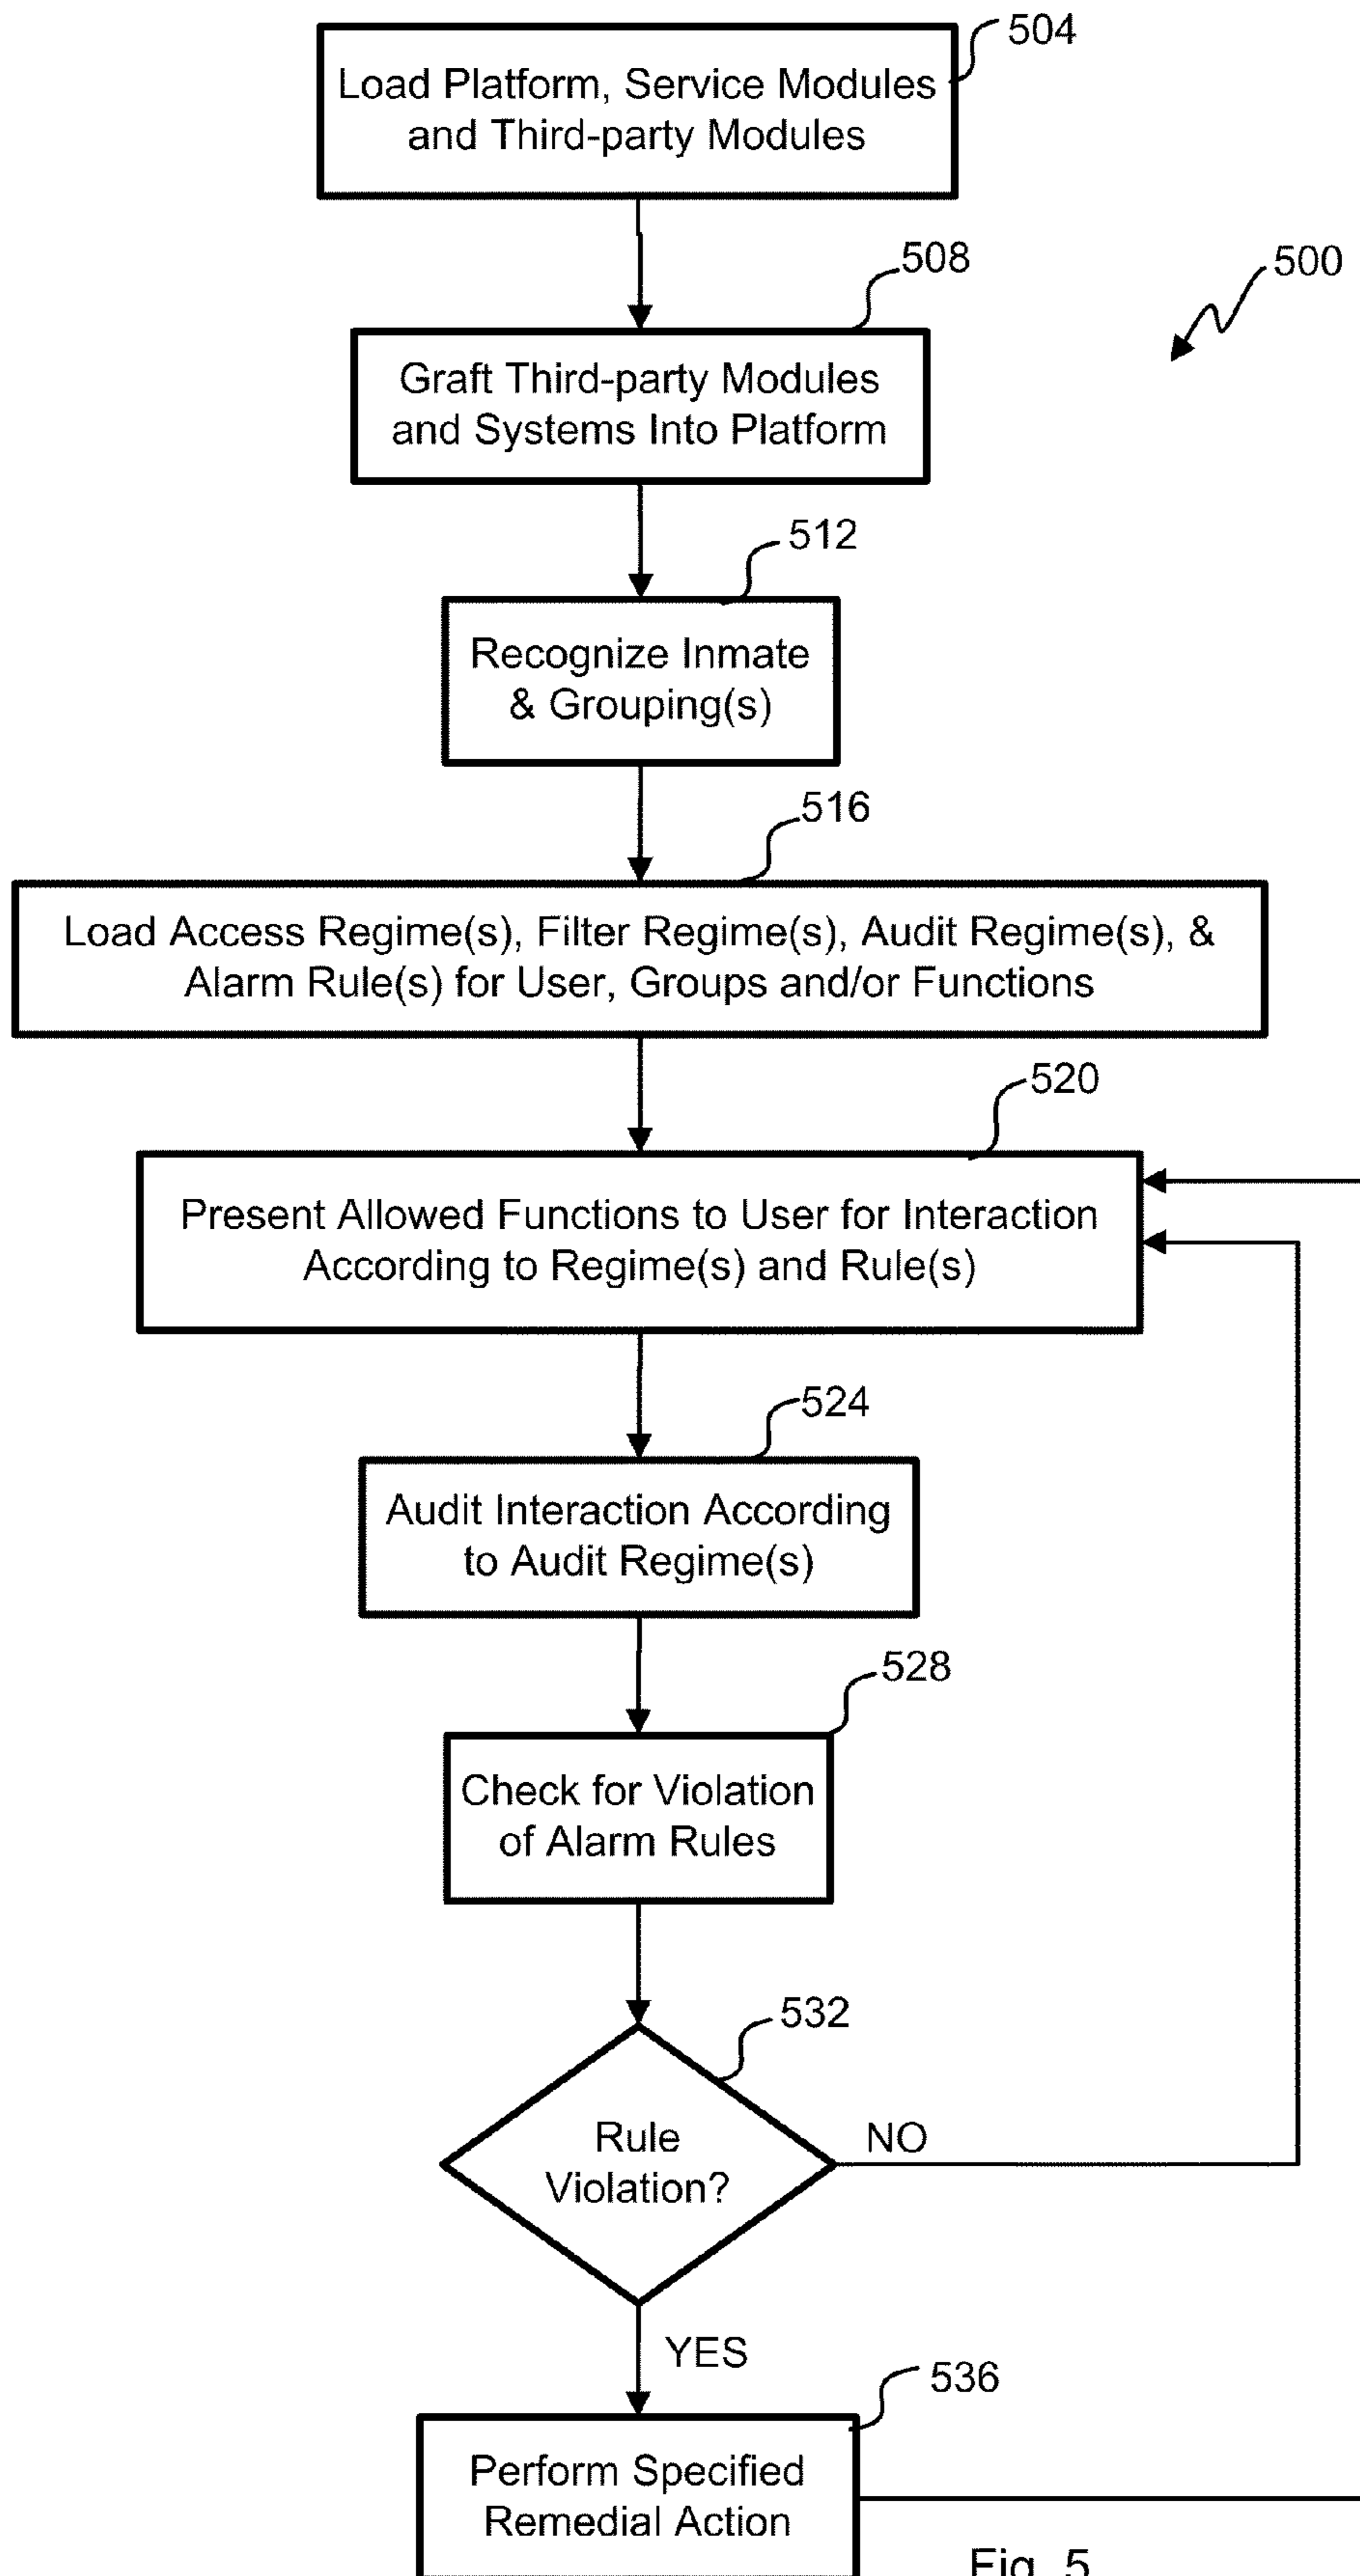 504
Load Platform, Service Modules
and Third-party Modules
508
500
Graft Third-party Modules
and Systems Into Platform
512
Recognize Inmate
& Grouping(s)
516
Load Access Regime(s), Filter Regime(s), Audit Regime(s), &
Alarm Rule(s) for User, Groups and/or Functions
520
Present Allowed Functions to User for Interaction
According to Regime(s) and Rule(s)
524
Audit Interaction According
to Audit Regime(s)
528
Check for Violation
of Alarm Rules
532
Rule
Violation?
NO
YES
536
Perform Specified
Remedial Action
Fig. 5